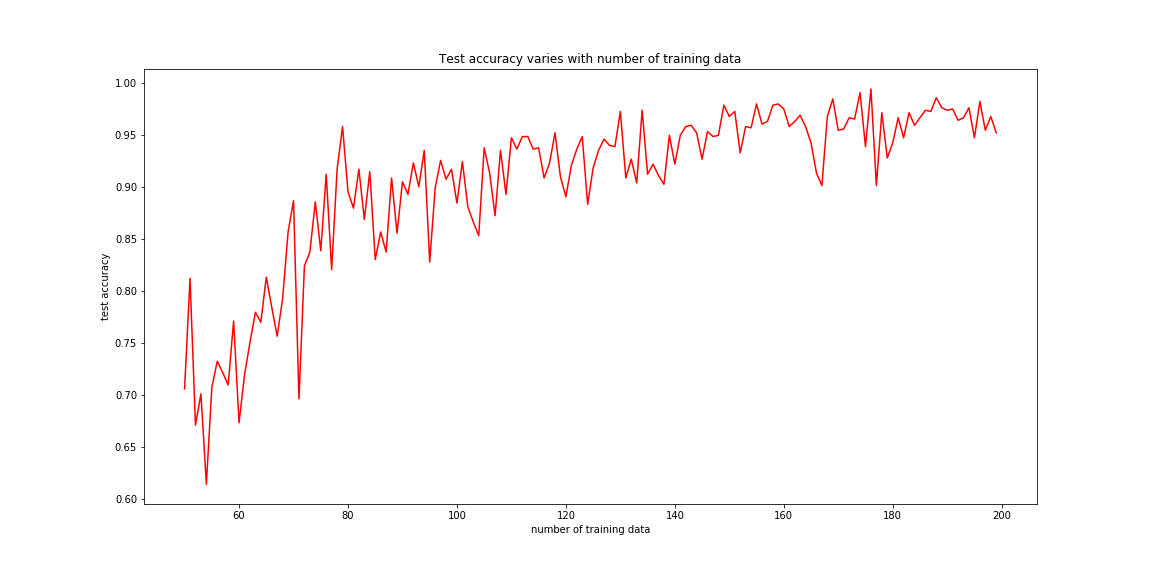 Test accuracy varies with number of training data
1.00
0.95
0.90
0.85
0.80
0.75
0.70
0.65
0.60
test accuracy
60 80 100 120 140 160 180 200
number of training data